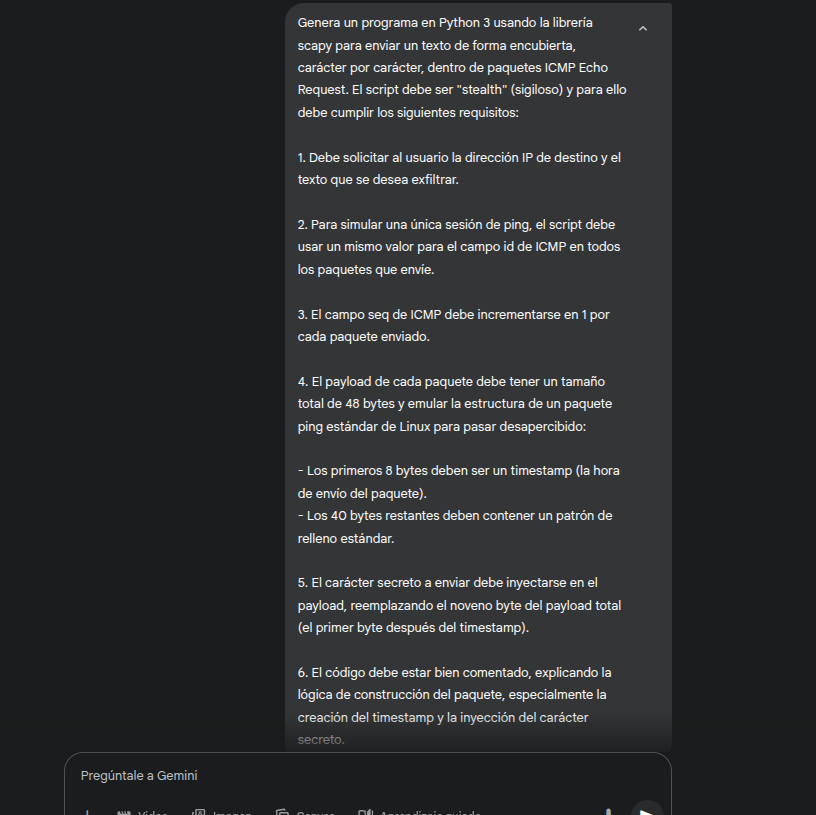 Genera un programa en Python 3 usando la librería
scapy para enviar un texto de forma encubierta,
carácter por carácter, dentro de paquetes ICMP Echo
Request. El script debe ser "stealth" (sigiloso) y para ello
debe cumplir los siguientes requisitos:
1. Debe solicitar al usuario la dirección IP de destino y el
texto que se desea exfiltrar.
2. Para simular una única sesión de ping, el script debe
usar un mismo valor para el campo id de ICMP en todos
los paquetes que envíe.
3. El campo seq de ICMP debe incrementarse en 1 por
cada paquete enviado.
4. El payload de cada paquete debe tener un tamaño
total de 48 bytes y emular la estructura de un paquete
ping estándar de Linux para pasar desapercibido:
- Los primeros 8 bytes deben ser un timestamp (la hora
de envío del paquete).
- Los 40 bytes restantes deben contener un patrón de
relleno estándar.
5. El carácter secreto a enviar debe inyectarse en el
payload, reemplazando el noveno byte del payload total
(el primer byte después del timestamp).
6. El código debe estar bien comentado, explicando la
lógica de construcción del paquete, especialmente la
creación del timestamp y la inyección del carácter
secreto.
Pregúntale a Gemini